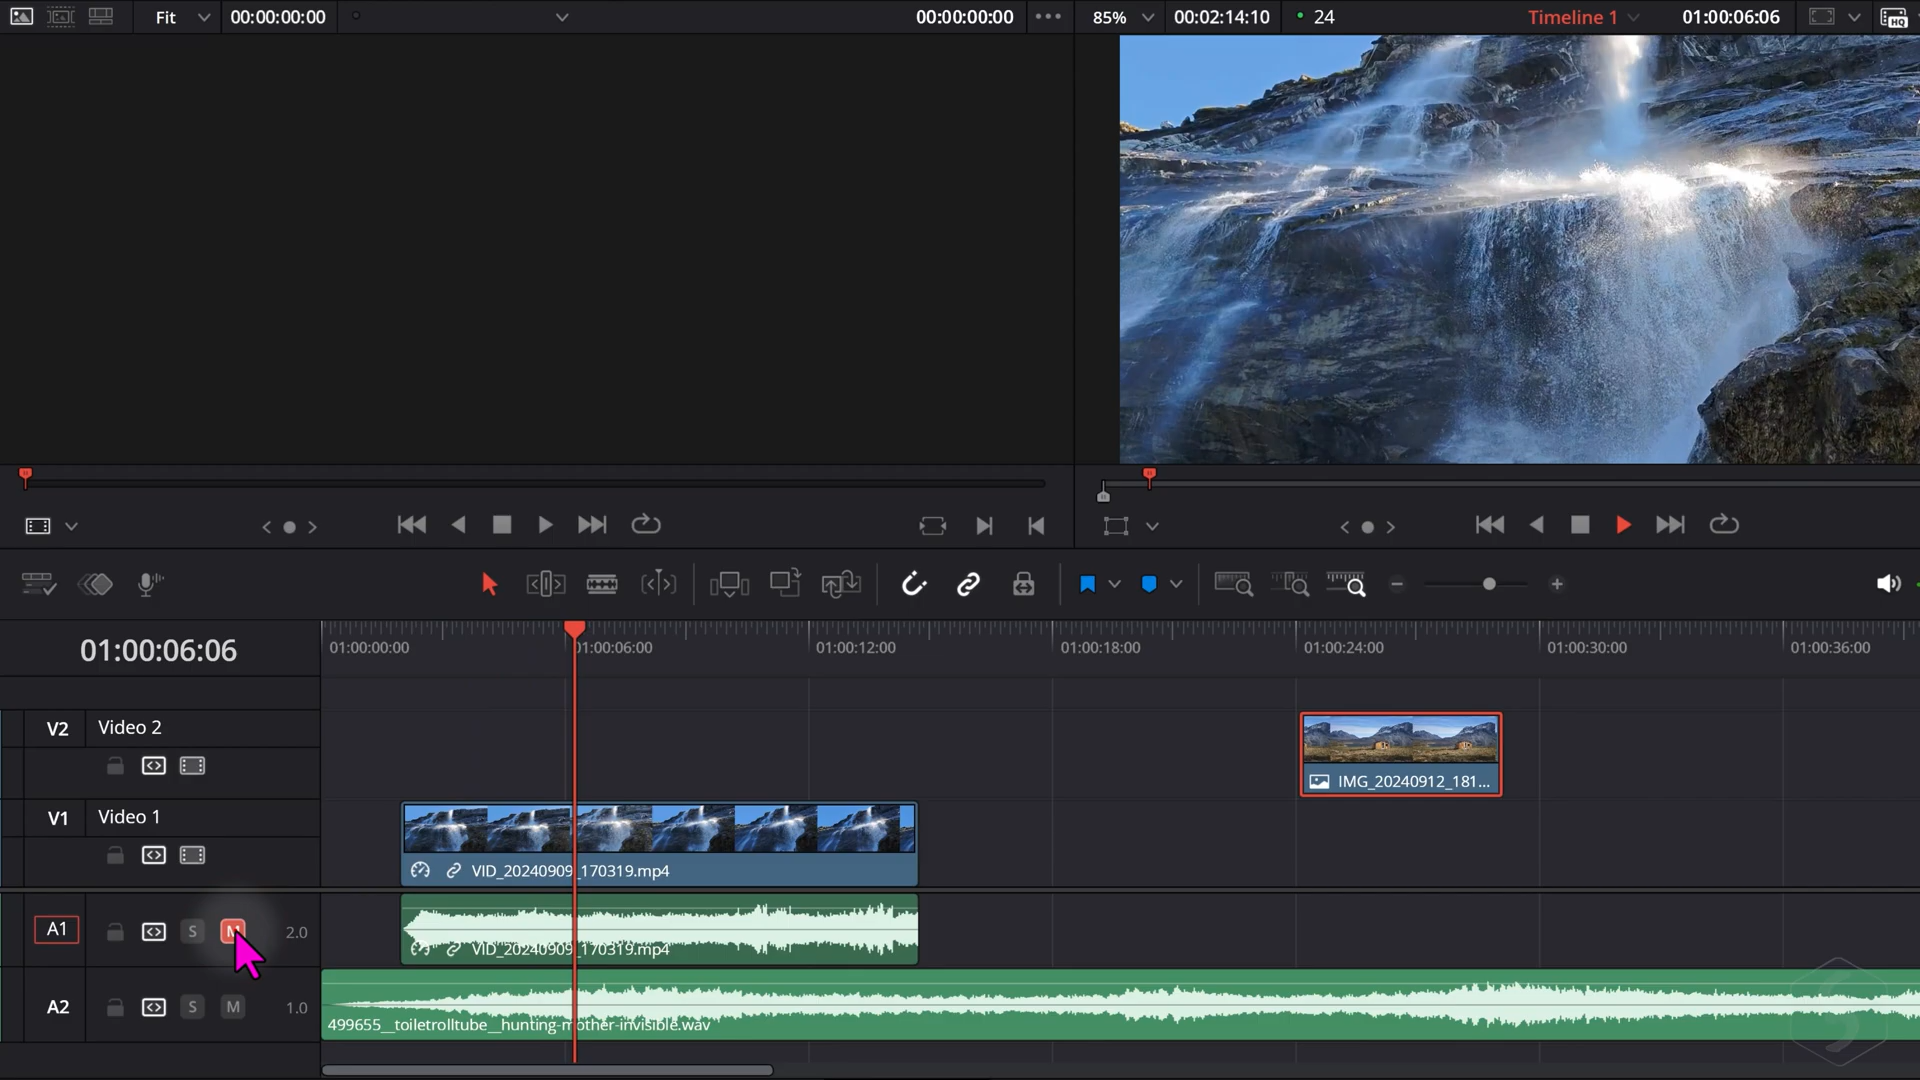 Fit 00:00:00:00 00:00:00:00 85% 00:02:14:10 24 Timeline 1 01:00:06:06 HQ
01:00:06:06 01:00:00:00 01:00:06:00 01:00:12:00 01:00:18:00 01:00:24:00 01:00:30:00 01:00:36:00
V2 Video 2
IMG_20240912_181...
V1 Video 1
VID_20240909_170319.mp4
A1 S M 2.0
VID_20240909_170319.mp4
A2 S M 1.0
499655__toiletrolltube__hunting-mother-invisible.wav